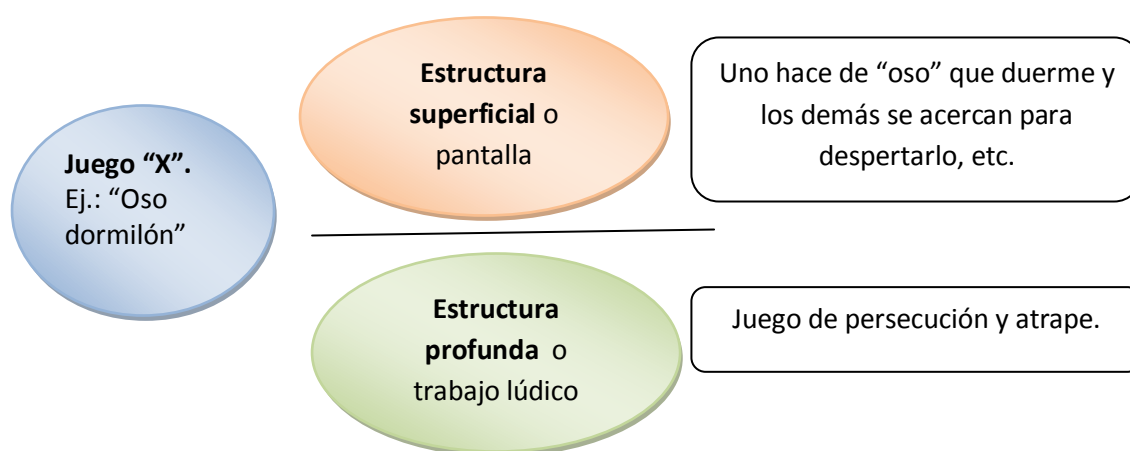 Juego “X”.
Ej.: “Oso
dormilón”
Estructura
superficial o
pantalla
Uno hace de “oso” que duerme y
los demás se acercan para
despertarlo, etc.
Estructura
profunda o
trabajo lúdico
Juego de persecución y atrape.